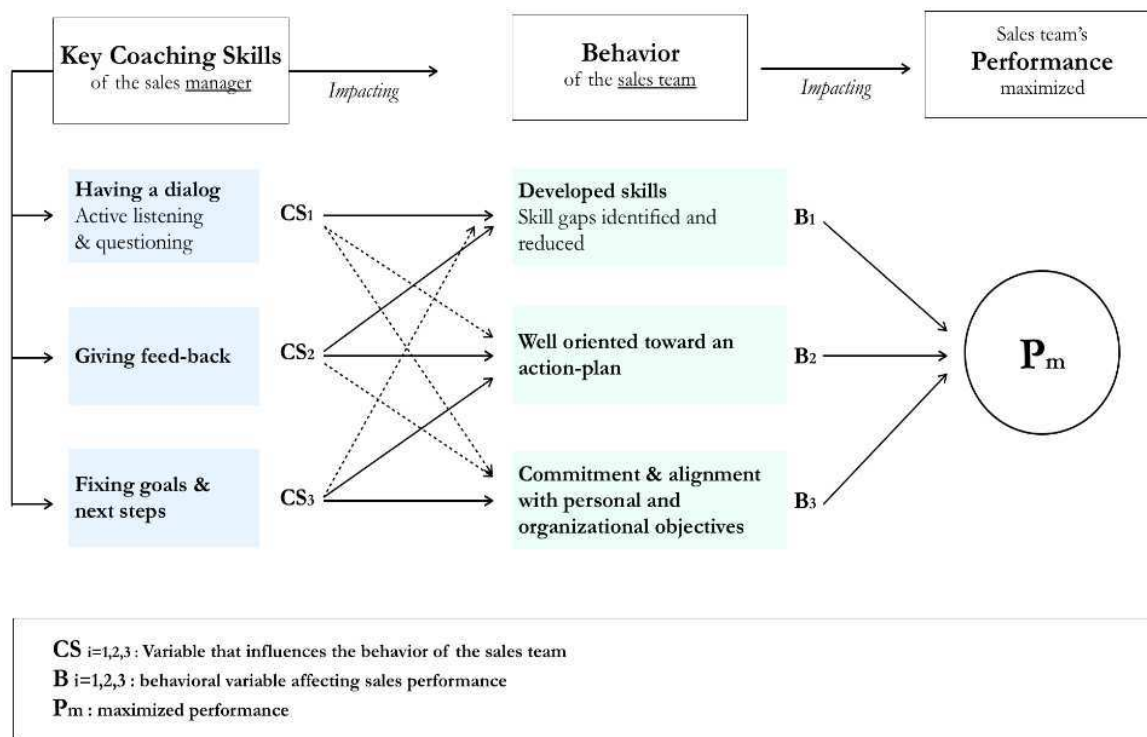 Key Coaching Skills
of the sales manager
Impacting
Behavior
of the sales team
Impacting
Sales team's
Performance
maximized
Having a dialog
Active listening
& questioning
CS1
Developed skills
Skill gaps identified and
reduced
B1
Giving feed-back
CS2
Well oriented toward an
action-plan
B2
Pm
Fixing goals &
next steps
CS3
Commitment & alignment
with personal and
organizational objectives
B3
CS i=1,2,3 : Variable that influences the behavior of the sales team
B i=1,2,3 : behavioral variable affecting sales performance
Pm : maximized performance